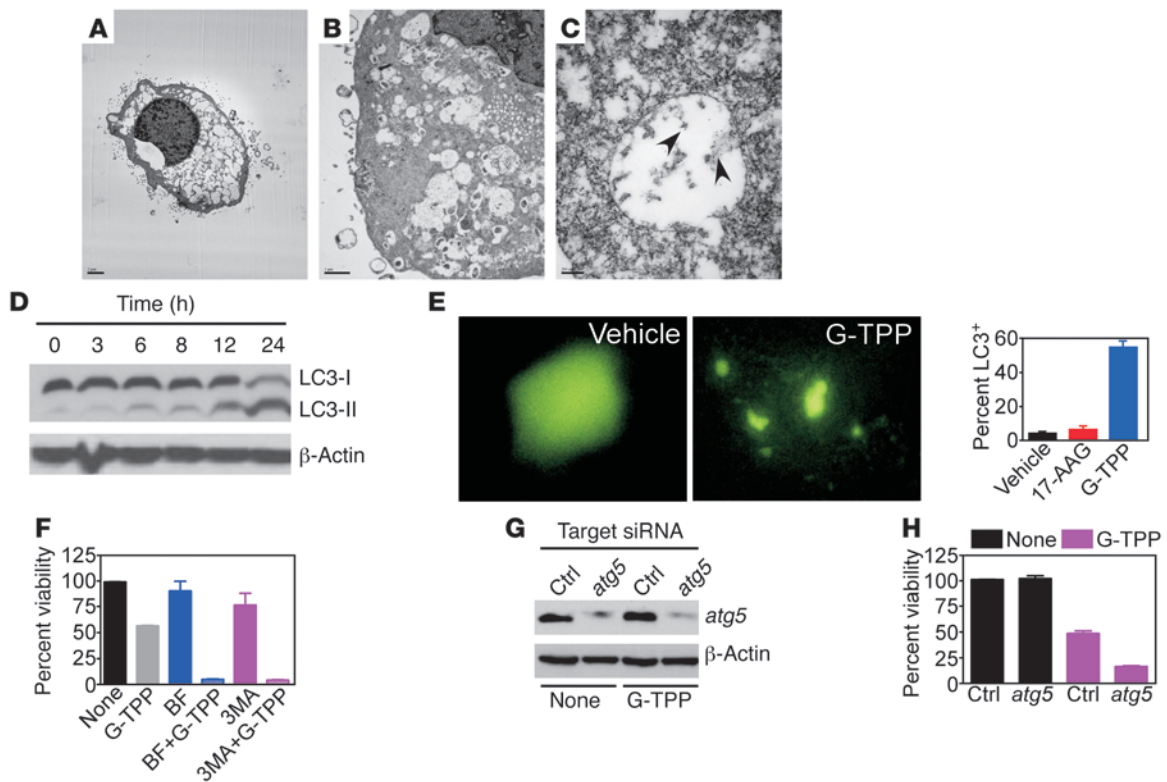 A
B
C
D
Time (h)
0 3 6 8 12 24
LC3-I
LC3-II
β-Actin
E
Vehicle
G-TPP
Percent LC3+
60
40
20
0
Vehicle
17-AAG
G-TPP
F
Percent viability
125
100
75
50
25
0
None
G-TPP
BF
BF+G-TPP
3MA
3MA+G-TPP
G
Target siRNA
Ctrl atg5 Ctrl atg5
atg5
β-Actin
None G-TPP
H
None G-TPP
Percent viability
125
100
75
50
25
0
Ctrl atg5 Ctrl atg5